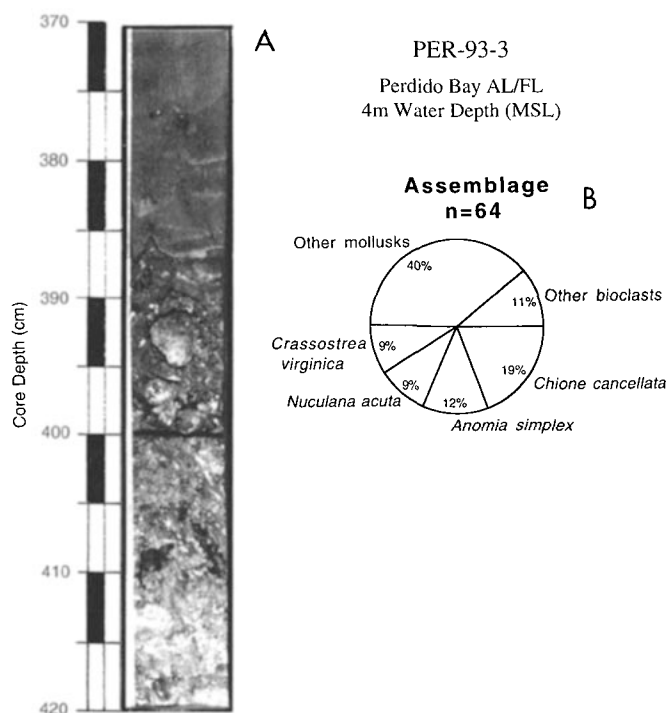 370
380
390
400
410
420
Core Depth (cm)
A
PER-93-3
Perdido Bay AL/FL
4m Water Depth (MSL)
Assemblage
n=64
B
Other mollusks
40%
Other bioclasts
11%
Crassostrea
virginica
9%
Nuculana acuta
9%
Anomia simplex
12%
Chione cancellata
19%